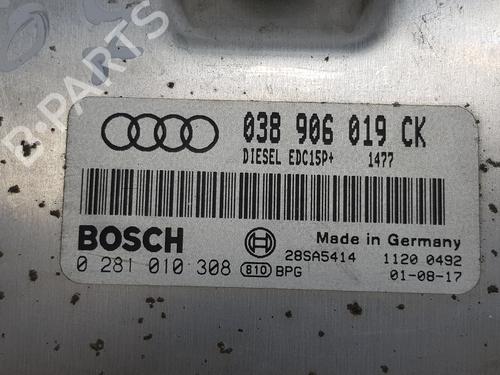 B-PARTS
038 906 019 CK
DIESEL EDC15P+ 1477
BOSCH
Made in Germany
0 281 010 308 810 BPG
28SA5414 1120 0492
01-08-17